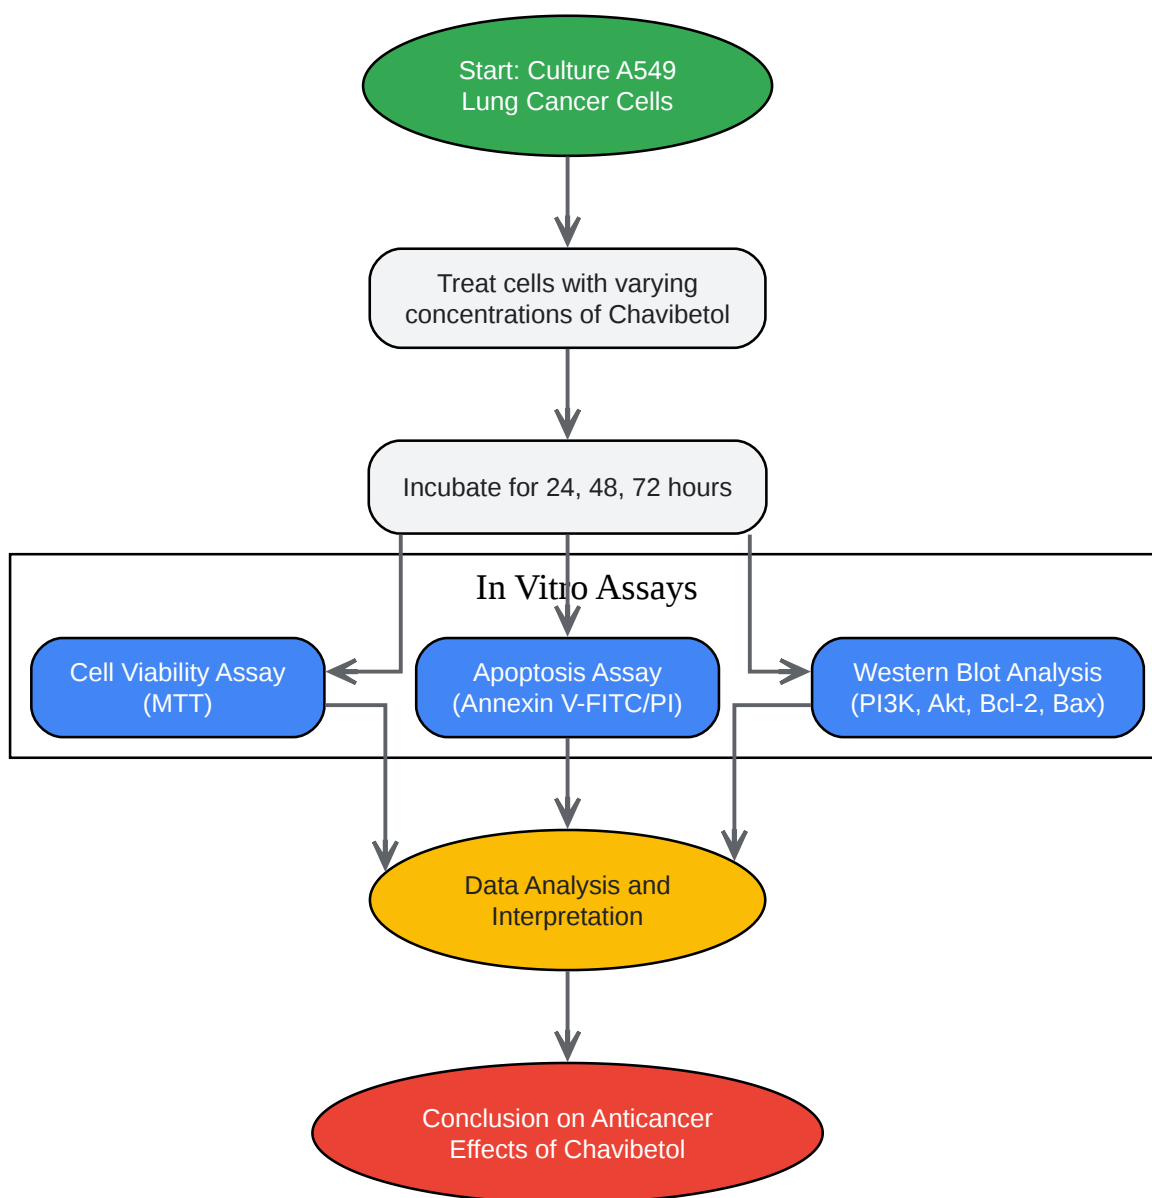 Start: Culture A549
Lung Cancer Cells
Treat cells with varying
concentrations of Chavibetol
Incubate for 24, 48, 72 hours
In Vitro Assays
Cell Viability Assay
(MTT)
Apoptosis Assay
(Annexin V-FITC/PI)
Western Blot Analysis
(PI3K, Akt, Bcl-2, Bax)
Data Analysis and
Interpretation
Conclusion on Anticancer
Effects of Chavibetol